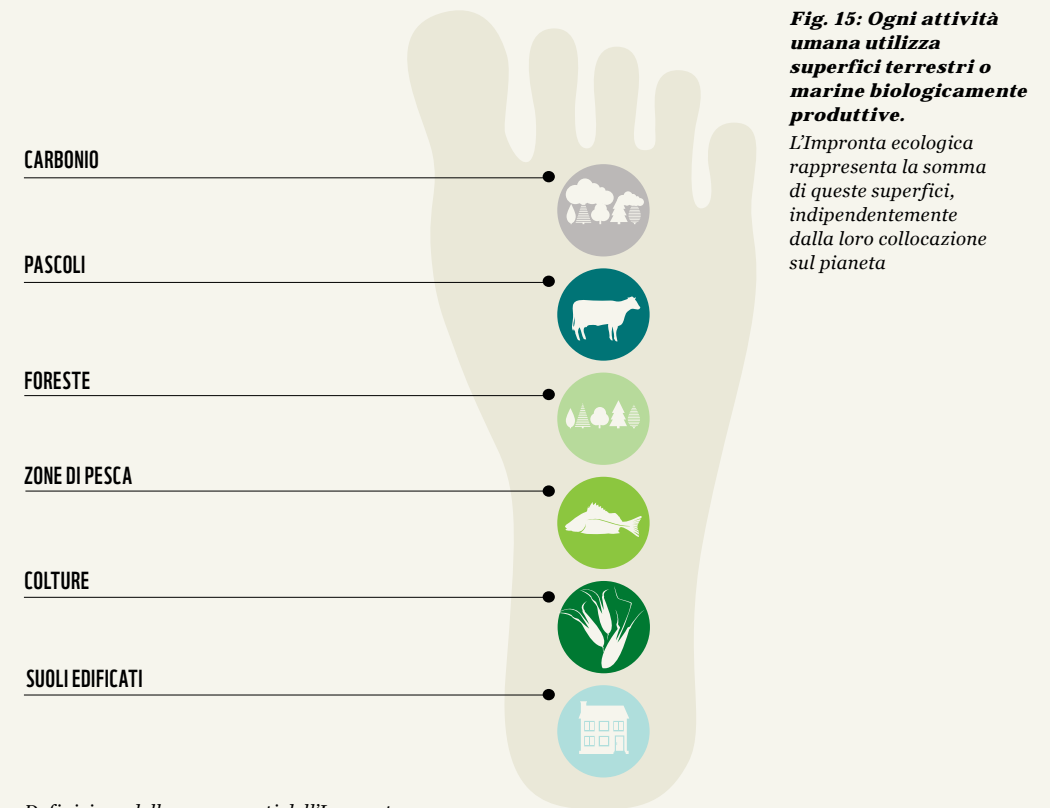 Fig. 15: Ogni attività
umana utilizza
superfici terrestri o
marine biologicamente
produttive.
L'Impronta ecologica
rappresenta la somma
di queste superfici,
indipendentemente
dalla loro collocazione
sul pianeta
CARBONIO
PASCOLI
FORESTE
ZONE DI PESCA
COLTURE
SUOLI EDIFICATI